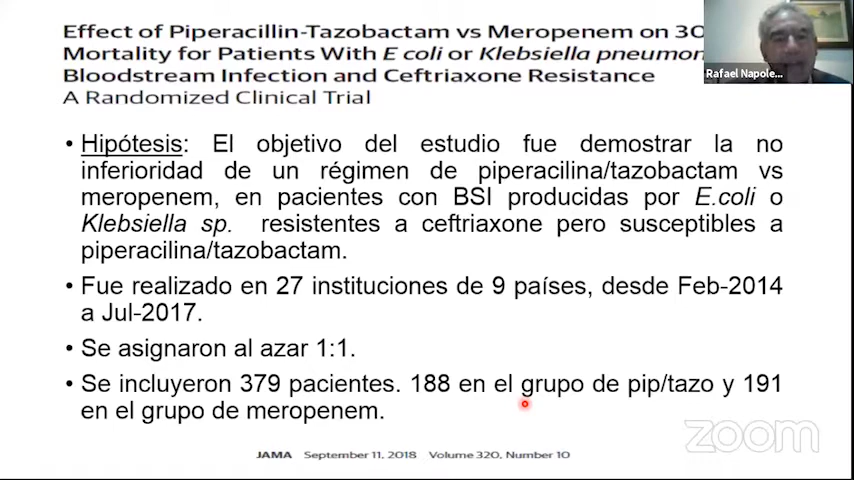 Effect of Piperacillin-Tazobactam vs Meropenem on 30
Mortality for Patients With E coli or Klebsiella pneumon
Bloodstream Infection and Ceftriaxone Resistance
A Randomized Clinical Trial
Rafael Napole...
• Hipótesis: El objetivo del estudio fue demostrar la no
inferioridad de un régimen de piperacilina/tazobactam vs
meropenem, en pacientes con BSI producidas por E.coli o
Klebsiella sp. resistentes a ceftriaxone pero susceptibles a
piperacilina/tazobactam.
• Fue realizado en 27 instituciones de 9 países, desde Feb-2014
a Jul-2017.
• Se asignaron al azar 1:1.
• Se incluyeron 379 pacientes. 188 en el grupo de pip/tazo y 191
en el grupo de meropenem.
JAMA September 11, 2018 Volume 320, Number 10
zoom